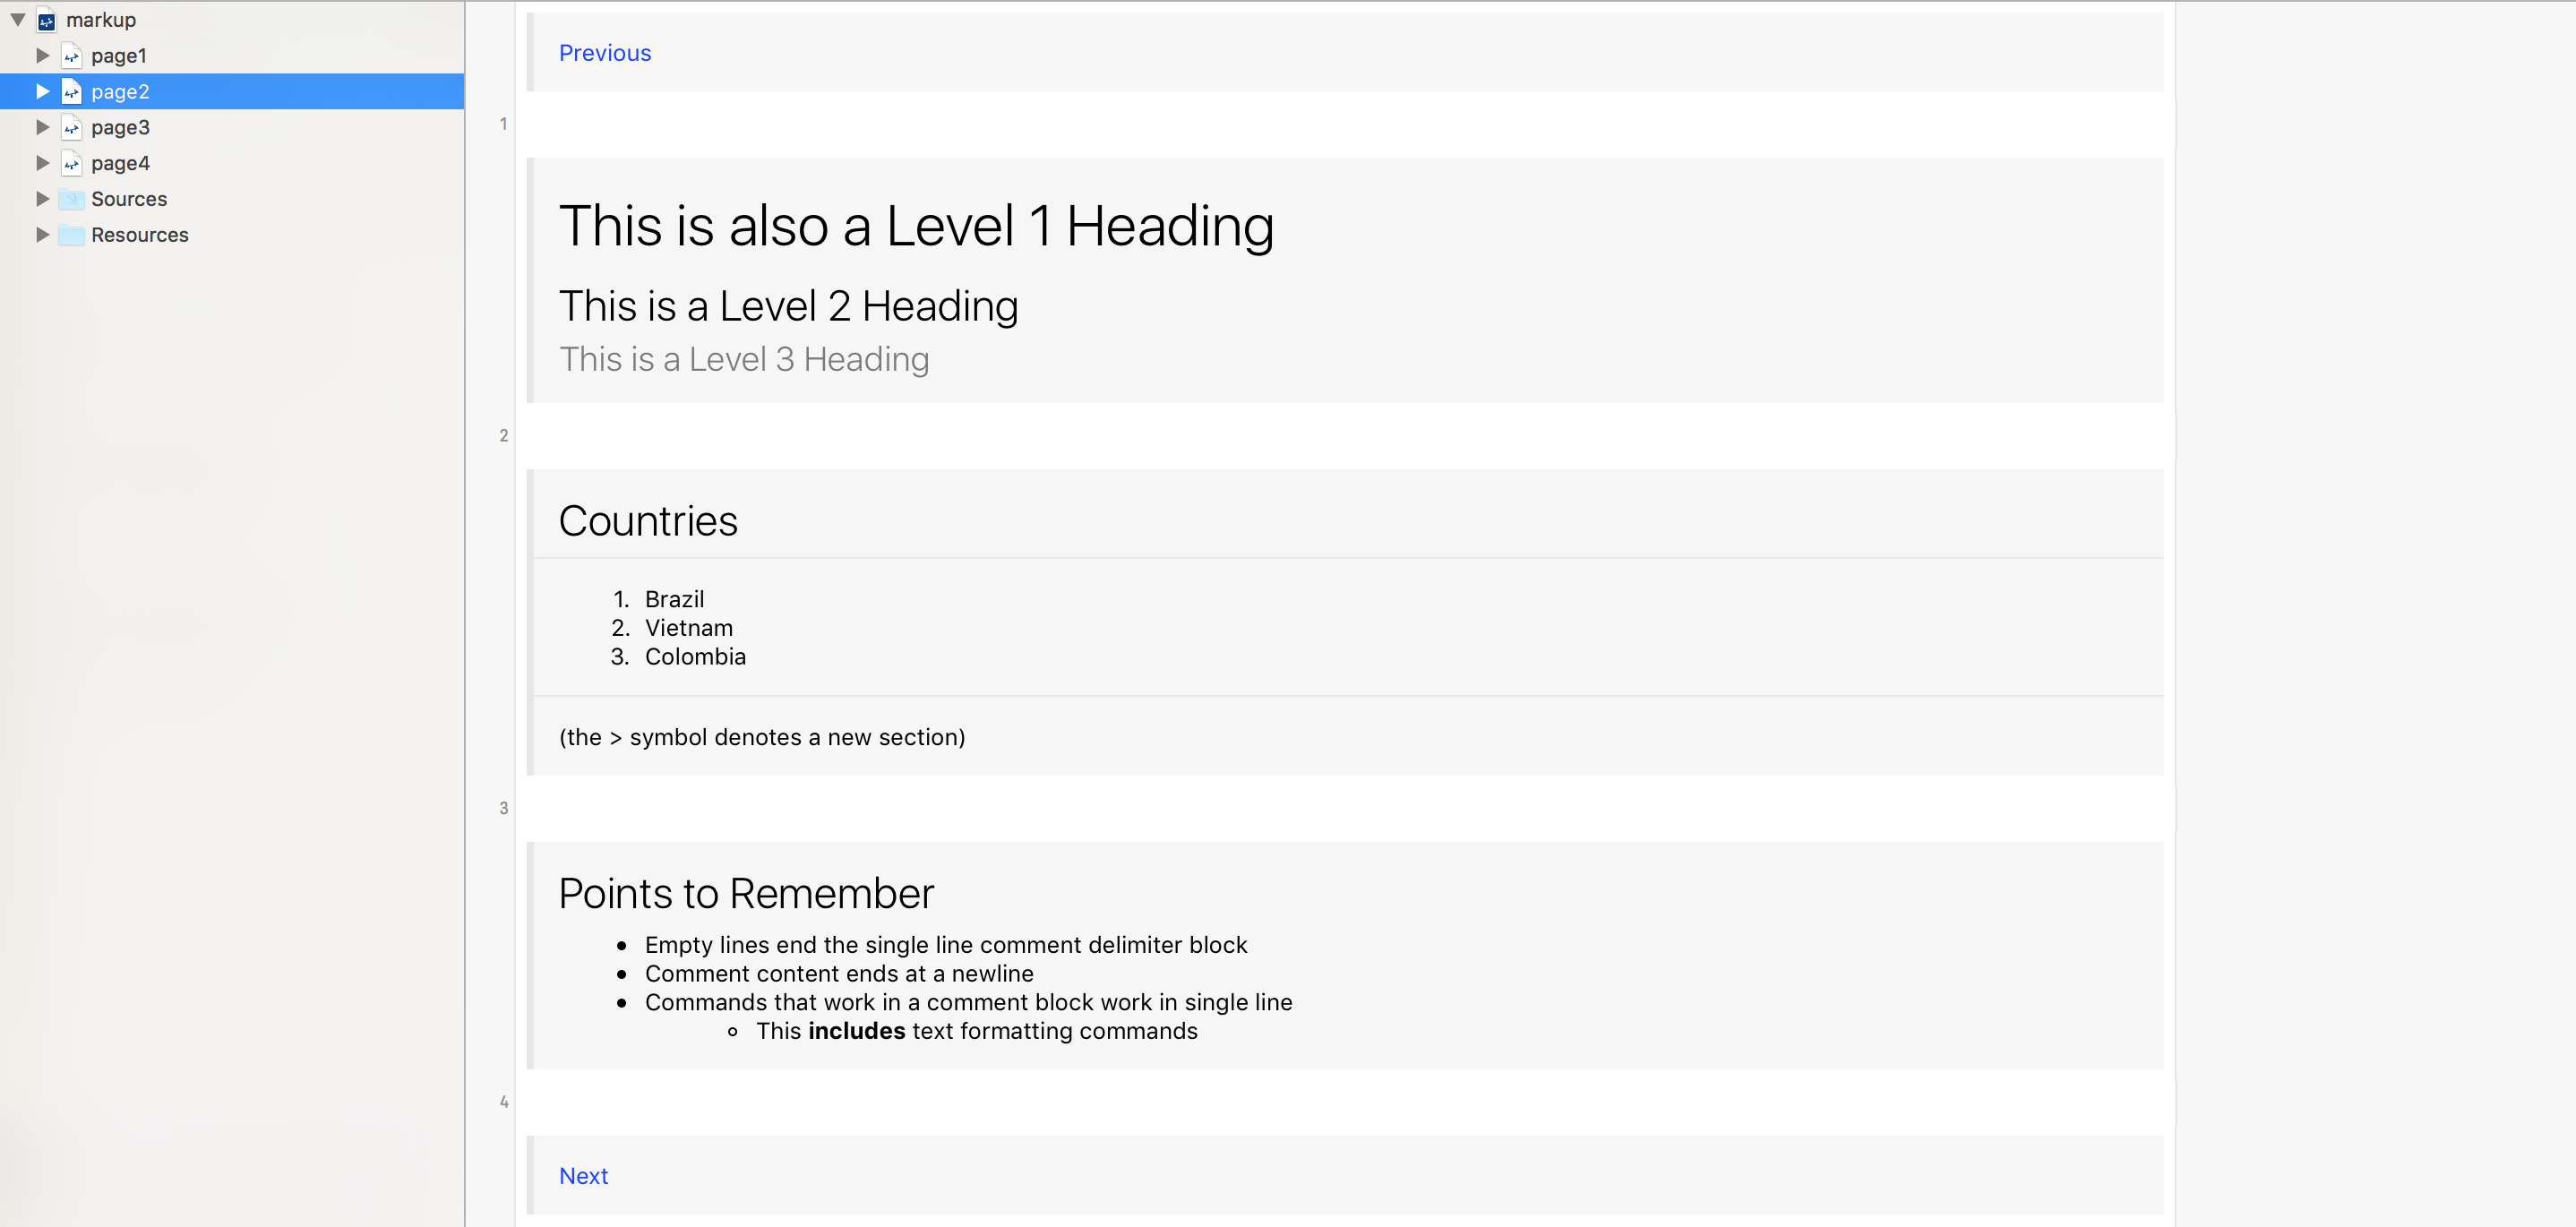 markup
page1
page2
page3
page4
Sources
Resources
Previous
1
This is also a Level 1 Heading
This is a Level 2 Heading
This is a Level 3 Heading
2
Countries
1. Brazil
2. Vietnam
3. Colombia
(the > symbol denotes a new section)
3
Points to Remember
• Empty lines end the single line comment delimiter block
• Comment content ends at a newline
• Commands that work in a comment block work in single line
◦ This includes text formatting commands
4
Next